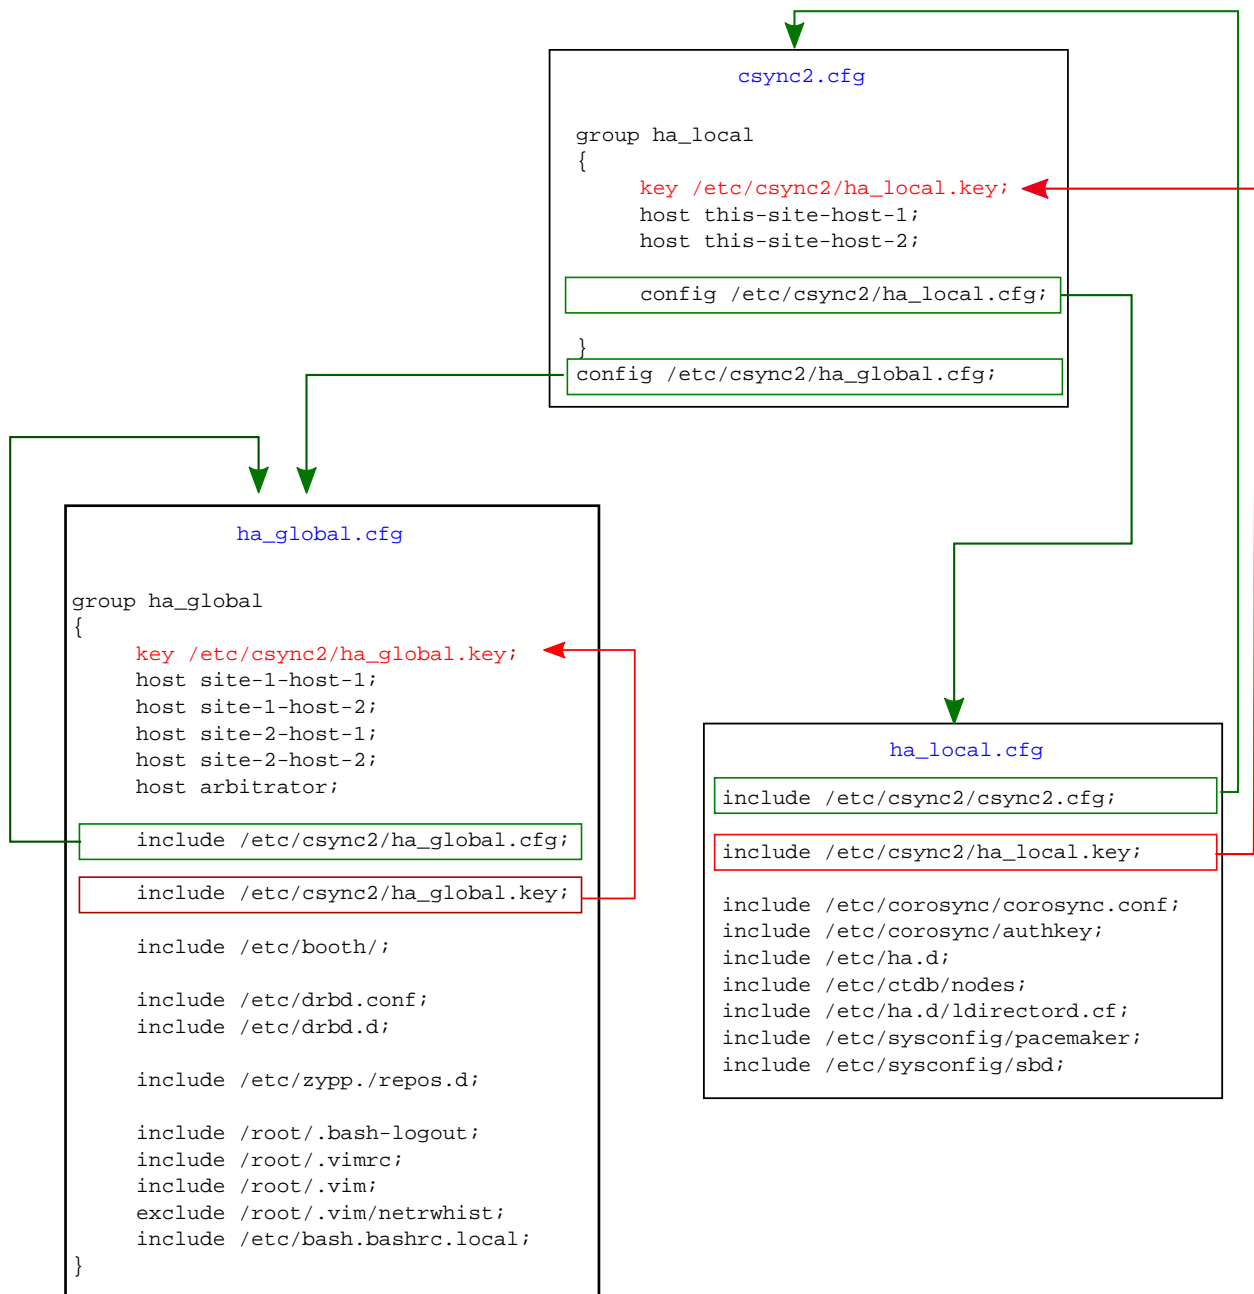 csync2.cfg
group ha_local
{
key /etc/csync2/ha_local.key;
host this-site-host-1;
host this-site-host-2;
config /etc/csync2/ha_local.cfg;
}
config /etc/csync2/ha_global.cfg;
ha_global.cfg
group ha_global
{
key /etc/csync2/ha_global.key;
host site-1-host-1;
host site-1-host-2;
host site-2-host-1;
host site-2-host-2;
host arbitrator;
include /etc/csync2/ha_global.cfg;
include /etc/csync2/ha_global.key;
include /etc/booth/;
include /etc/drbd.conf;
include /etc/drbd.d;
include /etc/zypp./repos.d;
include /root/.bash-logout;
include /root/.vimrc;
include /root/.vim;
exclude /root/.vim/netrwhist;
include /etc/bash.bashrc.local;
}
ha_local.cfg
include /etc/csync2/csync2.cfg;
include /etc/csync2/ha_local.key;
include /etc/corosync/corosync.conf;
include /etc/corosync/authkey;
include /etc/ha.d;
include /etc/ctdb/nodes;
include /etc/ha.d/ldirectord.cf;
include /etc/sysconfig/pacemaker;
include /etc/sysconfig/sbd;